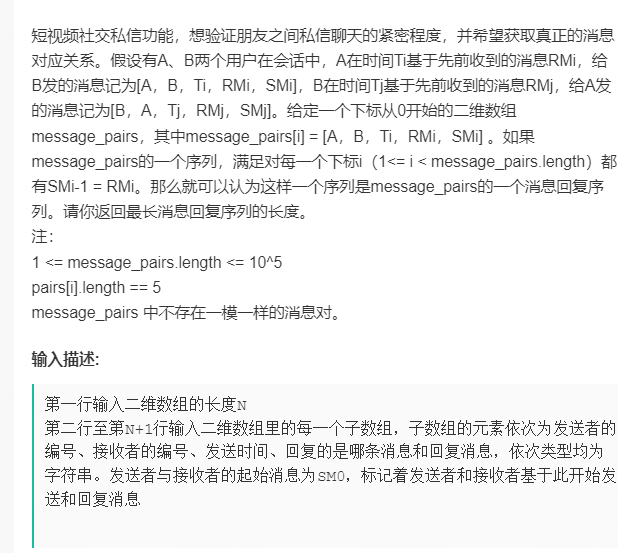 短视频社交私信功能，想验证朋友之间私信聊天的紧密程度，并希望获取真正的消息
对应关系。假设有A、B两个用户在会话中，A在时间Ti基于先前收到的消息RMi，给
B发的消息记为[A，B，Ti，RMi，SMi]，B在时间Tj基于先前收到的消息RMj，给A发
的消息记为[B，A，Tj，RMj，SMj]。给定一个下标从0开始的二维数组
message_pairs，其中message_pairs[i] = [A，B，Ti，RMi，SMi] 。如果
message_pairs的一个序列，满足对每一个下标i（1<= i < message_pairs.length）都
有SMi-1 = RMi。那么就可以认为这样一个序列是message_pairs的一个消息回复序
列。请你返回最长消息回复序列的长度。
注：
1 <= message_pairs.length <= 10^5
pairs[i].length == 5
message_pairs 中不存在一模一样的消息对。
输入描述:
第一行输入二维数组的长度N
第二行至第N+1行输入二维数组里的每一个子数组，子数组的元素依次为发送者的
编号、接收者的编号、发送时间、回复的是哪条消息和回复消息，依次类型均为
字符串。发送者与接收者的起始消息为SM0，标记着发送者和接收者基于此开始发
送和回复消息